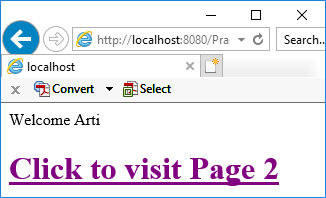 http://localhost:8080/Pra
Search...
localhost
x Convert Select
Welcome Arti
Click to visit Page 2